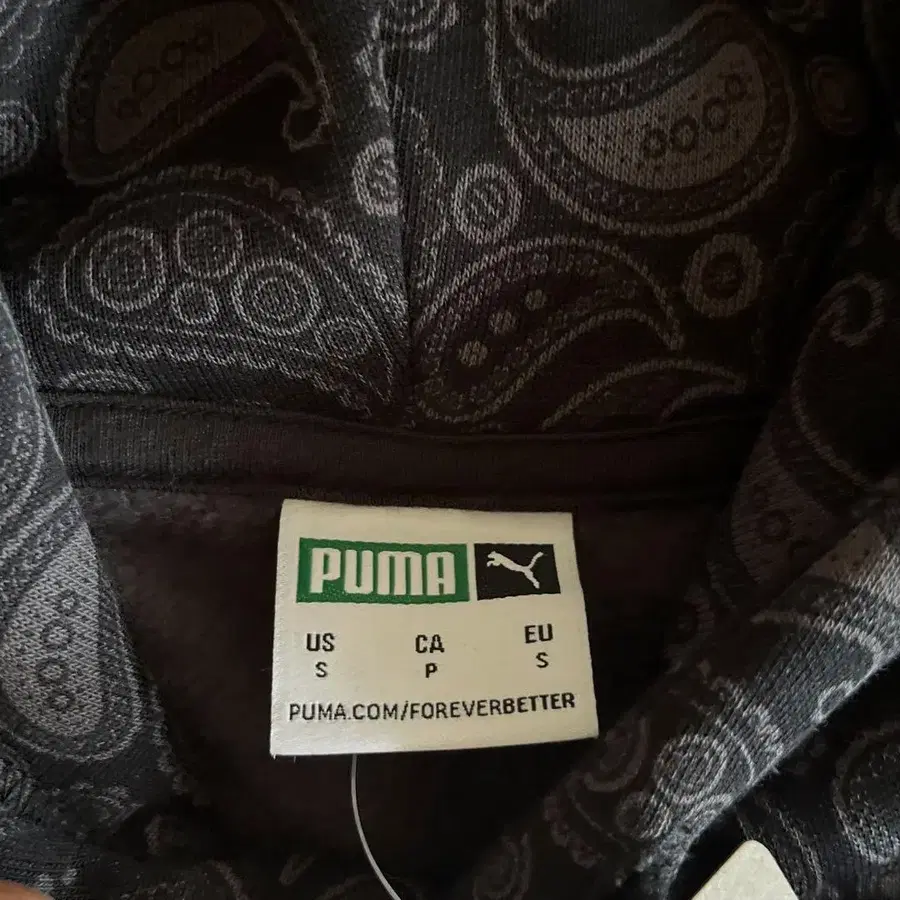 PUMA
US CA EU
S P S
PUMA.COM/FOREVERBETTER